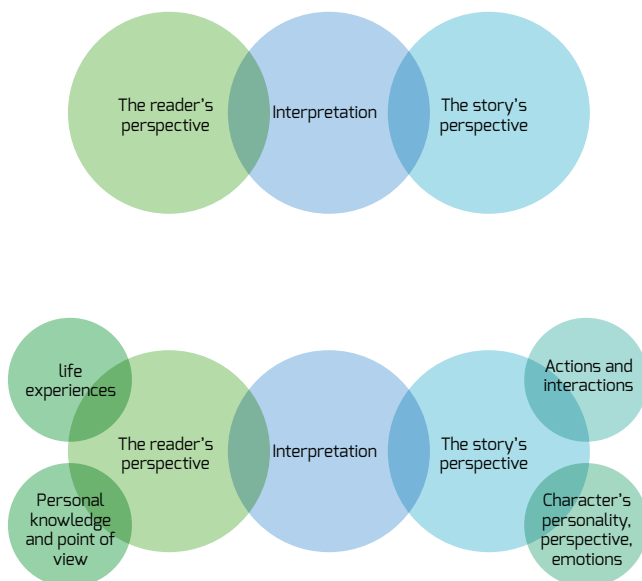 The reader's
perspective
Interpretation
The story's
perspective
life
experiences
Actions and
interactions
The reader's
perspective
Interpretation
The story's
perspective
Personal
knowledge
and point of
view
Character's
personality,
perspective,
emotions